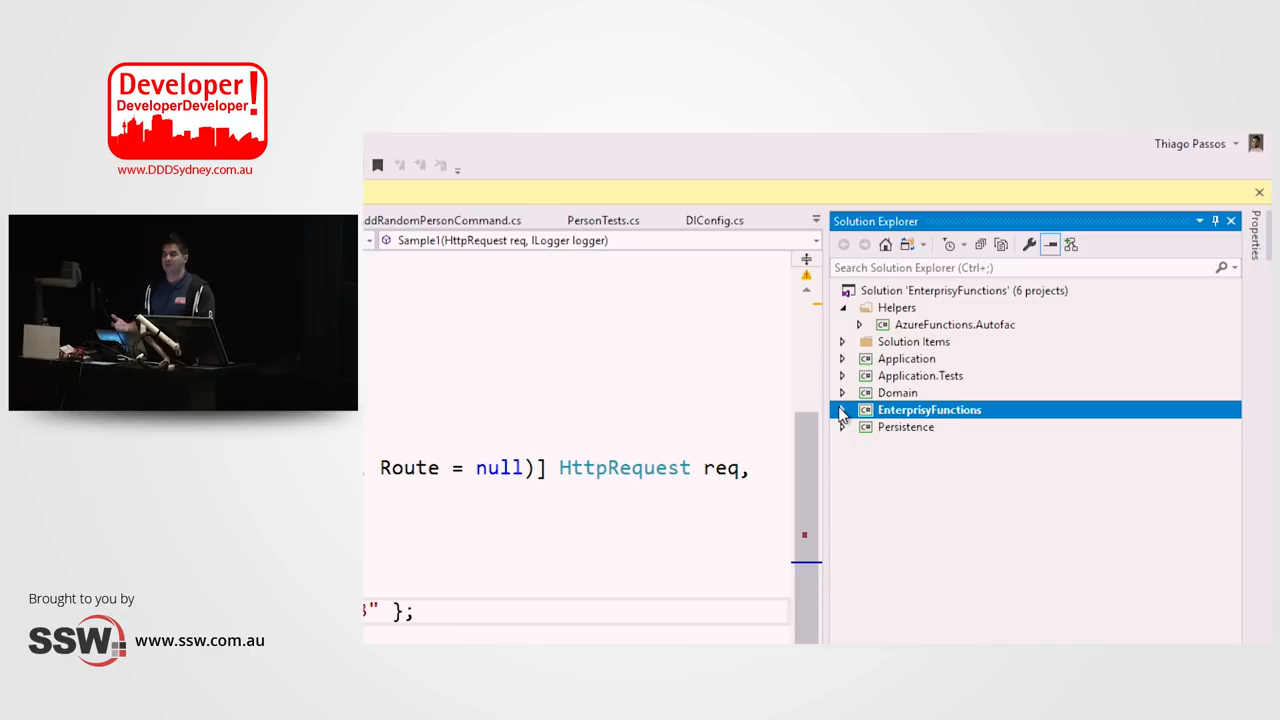 Developer!
DeveloperDeveloper!
www.DDDSydney.com.au
Thiago Passos
ddRandomPersonCommand.cs
PersonTests.cs
DIConfig.cs
Sample1(HttpRequest req, ILogger logger)
Route = null)] HttpRequest req,
" };
Solution Explorer
Search Solution Explorer (Ctrl+;)
Solution 'EnterprisyFunctions' (6 projects)
Helpers
AzureFunctions.Autofac
Solution Items
Application
Application.Tests
Domain
EnterprisyFunctions
Persistence
Properties
Brought to you by
SSW
www.ssw.com.au